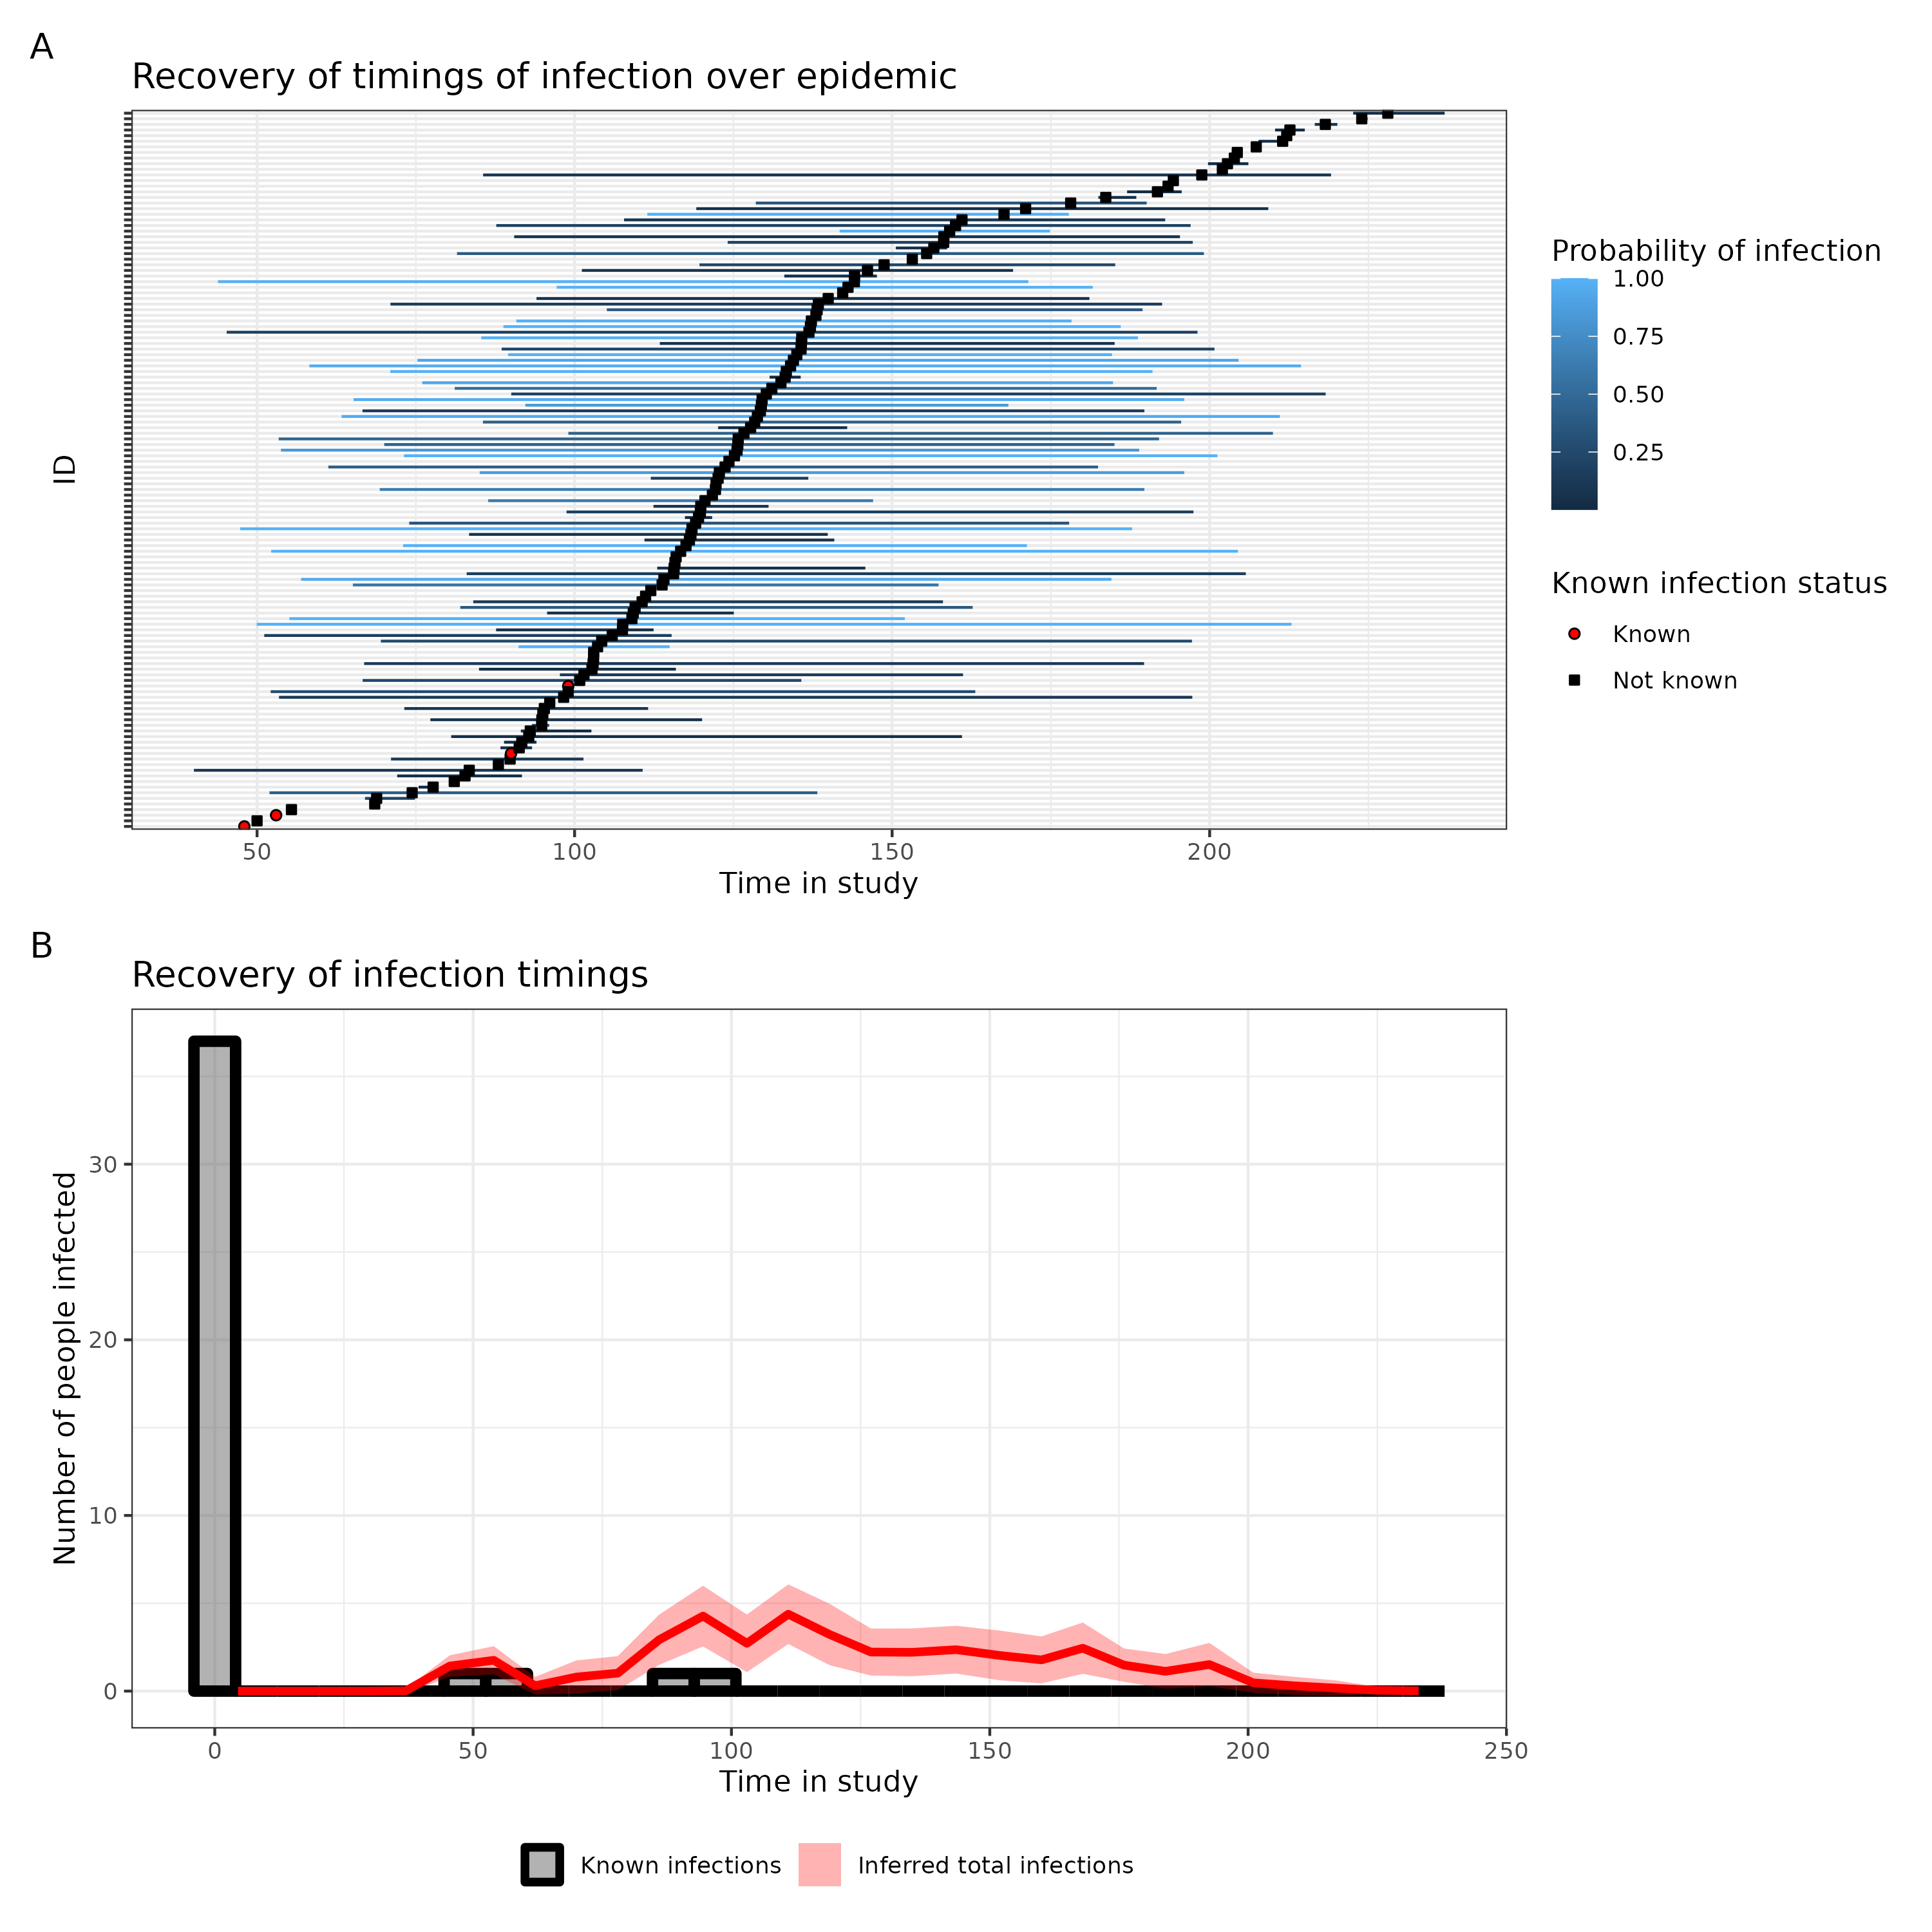 A
Recovery of timings of infection over epidemic
ID
50 100 150 200
Time in study
Probability of infection
1.00
0.75
0.50
0.25
Known infection status
Known
Not known
B
Recovery of infection timings
Number of people infected
30
20
10
0
0 50 100 150 200 250
Time in study
Known infections Inferred total infections